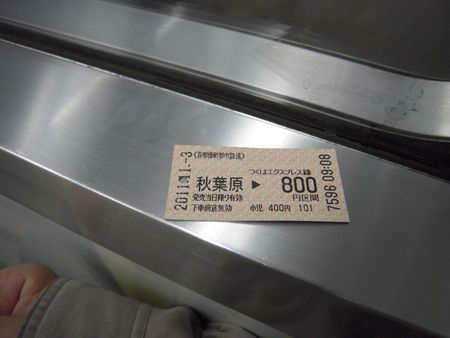 2011.11.-3
(首都圏新都市鉄道)
つくばエクスプレス線
秋葉原 ▶ 800
円区間
発売当日限り有効
下車前途無効 小児 400円 101
7596 09-08